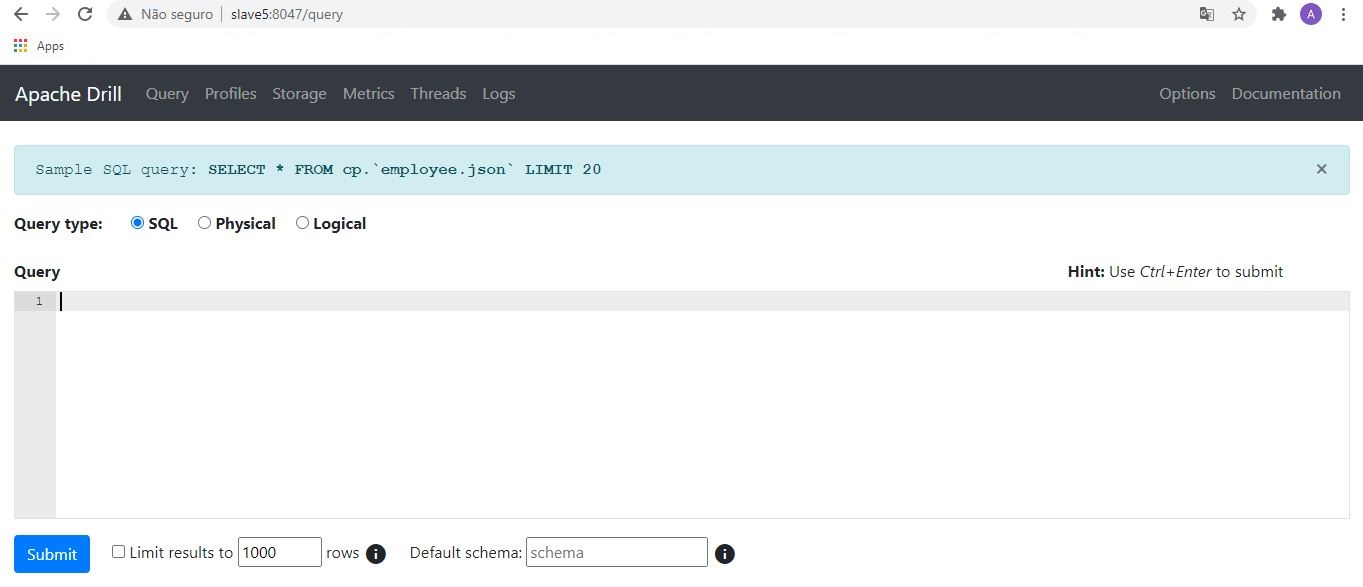 Não seguro slave5:8047/query A
Apps
Apache Drill Query Profiles Storage Metrics Threads Logs Options Documentation
Sample SQL query: SELECT * FROM cp.`employee.json` LIMIT 20 ×
Query type: SQL Physical Logical
Query Hint: Use Ctrl+Enter to submit
1
Submit Limit results to 1000 rows i Default schema: schema i